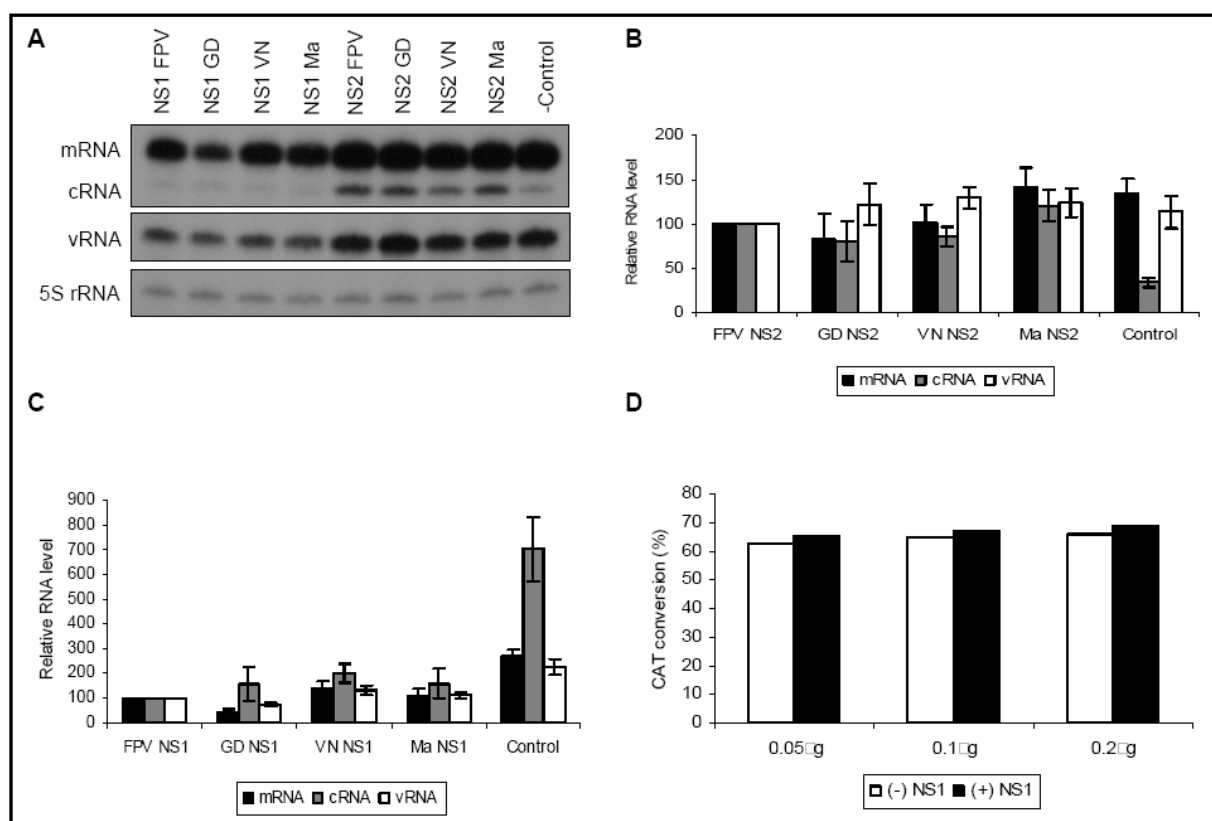 A
NS1 FPV
NS1 GD
NS1 VN
NS1 Ma
NS2 FPV
NS2 GD
NS2 VN
NS2 Ma
-Control
mRNA
cRNA
vRNA
5S rRNA
B
Relative RNA level
200
150
100
50
0
FPV NS2 GD NS2 VN NS2 Ma NS2 Control
mRNA cRNA vRNA
C
Relative RNA level
900
800
700
600
500
400
300
200
100
0
FPV NS1 GD NS1 VN NS1 Ma NS1 Control
mRNA cRNA vRNA
D
CAT conversion (%)
80
70
60
50
40
30
20
10
0
0.05□g 0.1□g 0.2□g
(-) NS1 (+) NS1